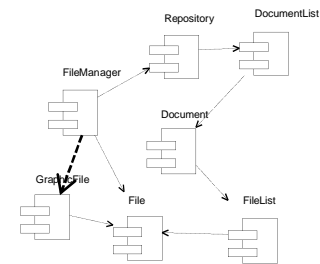 Repository
DocumentList
FileManager
Document
GraphicFile
File
FileList